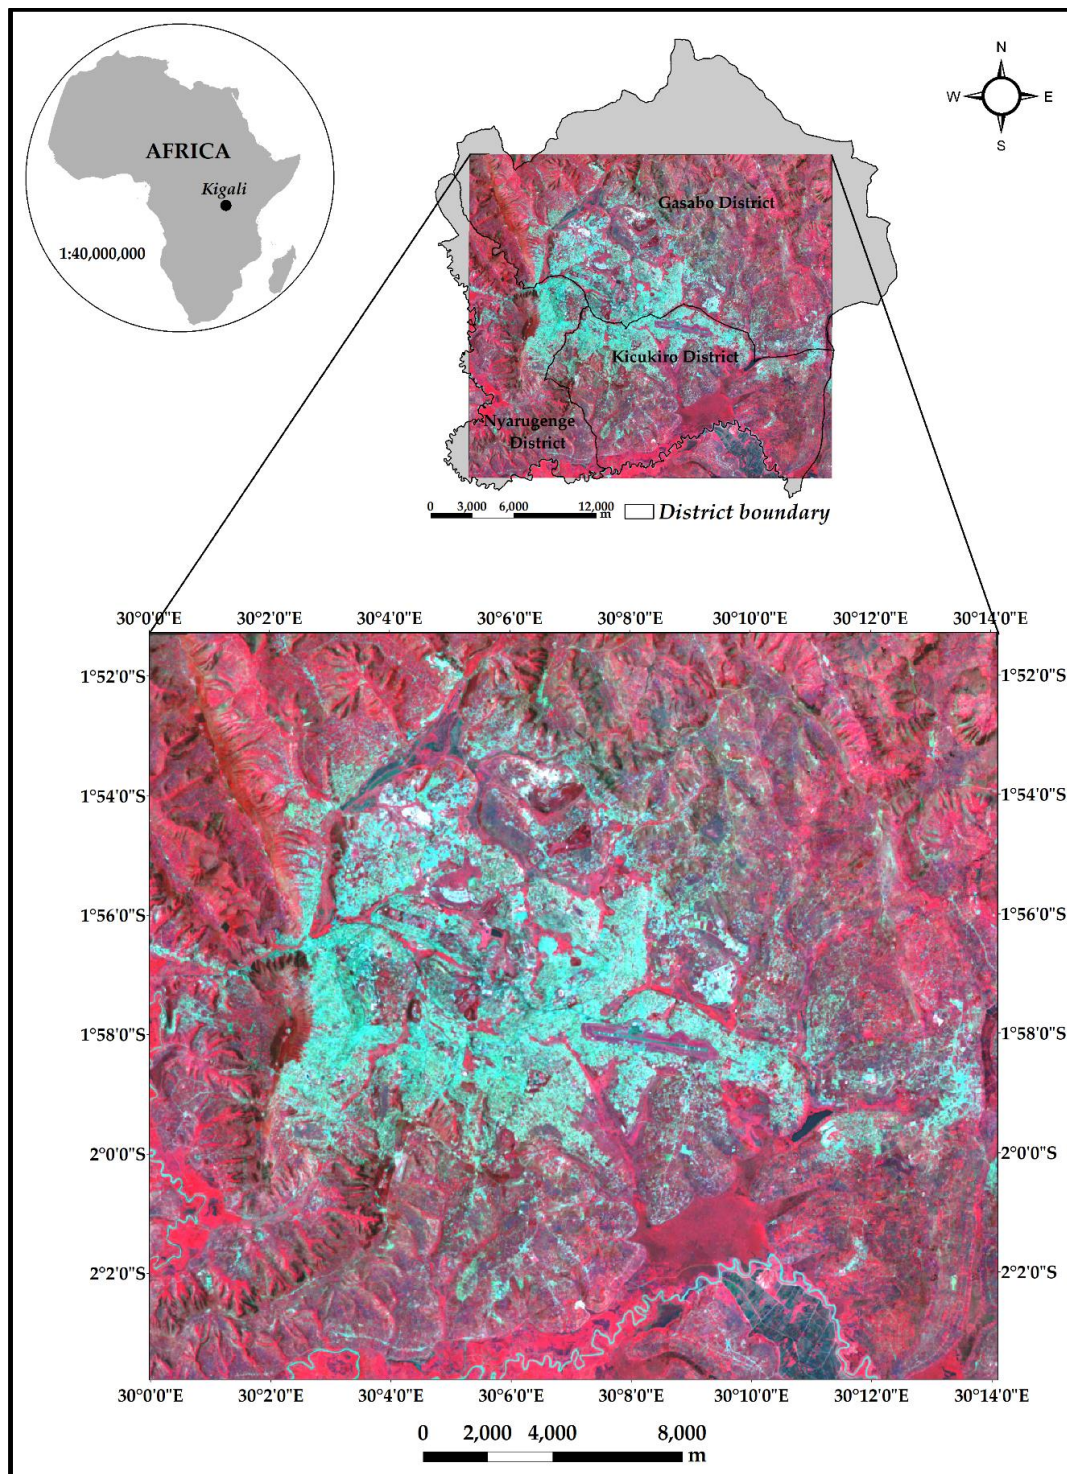 AFRICA
Kigali
1:40,000,000
N
W E
S
Gasabo District
Kicukiro District
Nyarugenge
District
0 3,000 6,000 12,000
m
District boundary
30°0'0"E 30°2'0"E 30°4'0"E 30°6'0"E 30°8'0"E 30°10'0"E 30°12'0"E 30°14'0"E
1°52'0"S 1°52'0"S
1°54'0"S 1°54'0"S
1°56'0"S 1°56'0"S
1°58'0"S 1°58'0"S
2°0'0"S 2°0'0"S
2°2'0"S 2°2'0"S
30°0'0"E 30°2'0"E 30°4'0"E 30°6'0"E 30°8'0"E 30°10'0"E 30°12'0"E 30°14'0"E
0 2,000 4,000 8,000
m